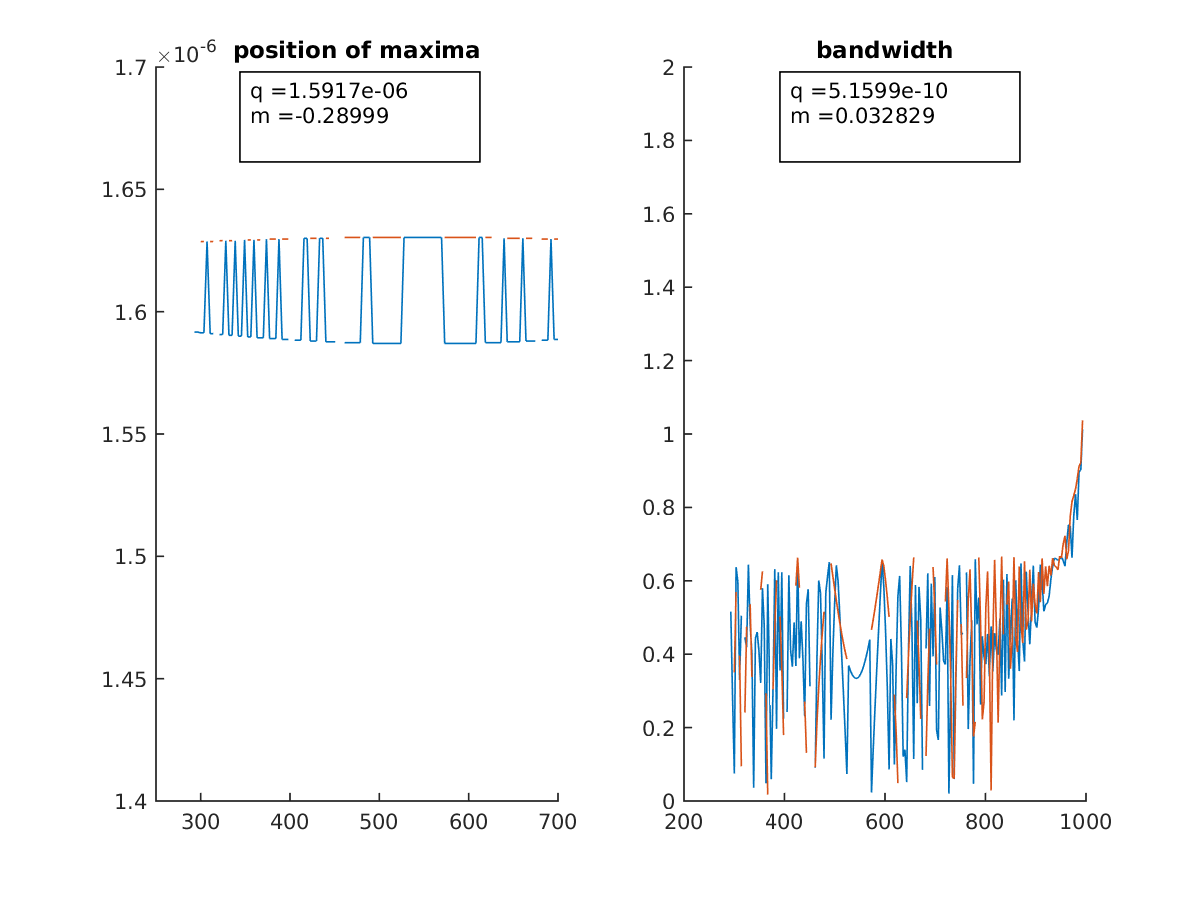 ×10-6
position of maxima
1.7
q =1.5917e-06
m =-0.28999
1.65
1.6
1.55
1.5
1.45
1.4
300 400 500 600 700
bandwidth
2
q =5.1599e-10
m =0.032829
1.8
1.6
1.4
1.2
1
0.8
0.6
0.4
0.2
0
200 400 600 800 1000